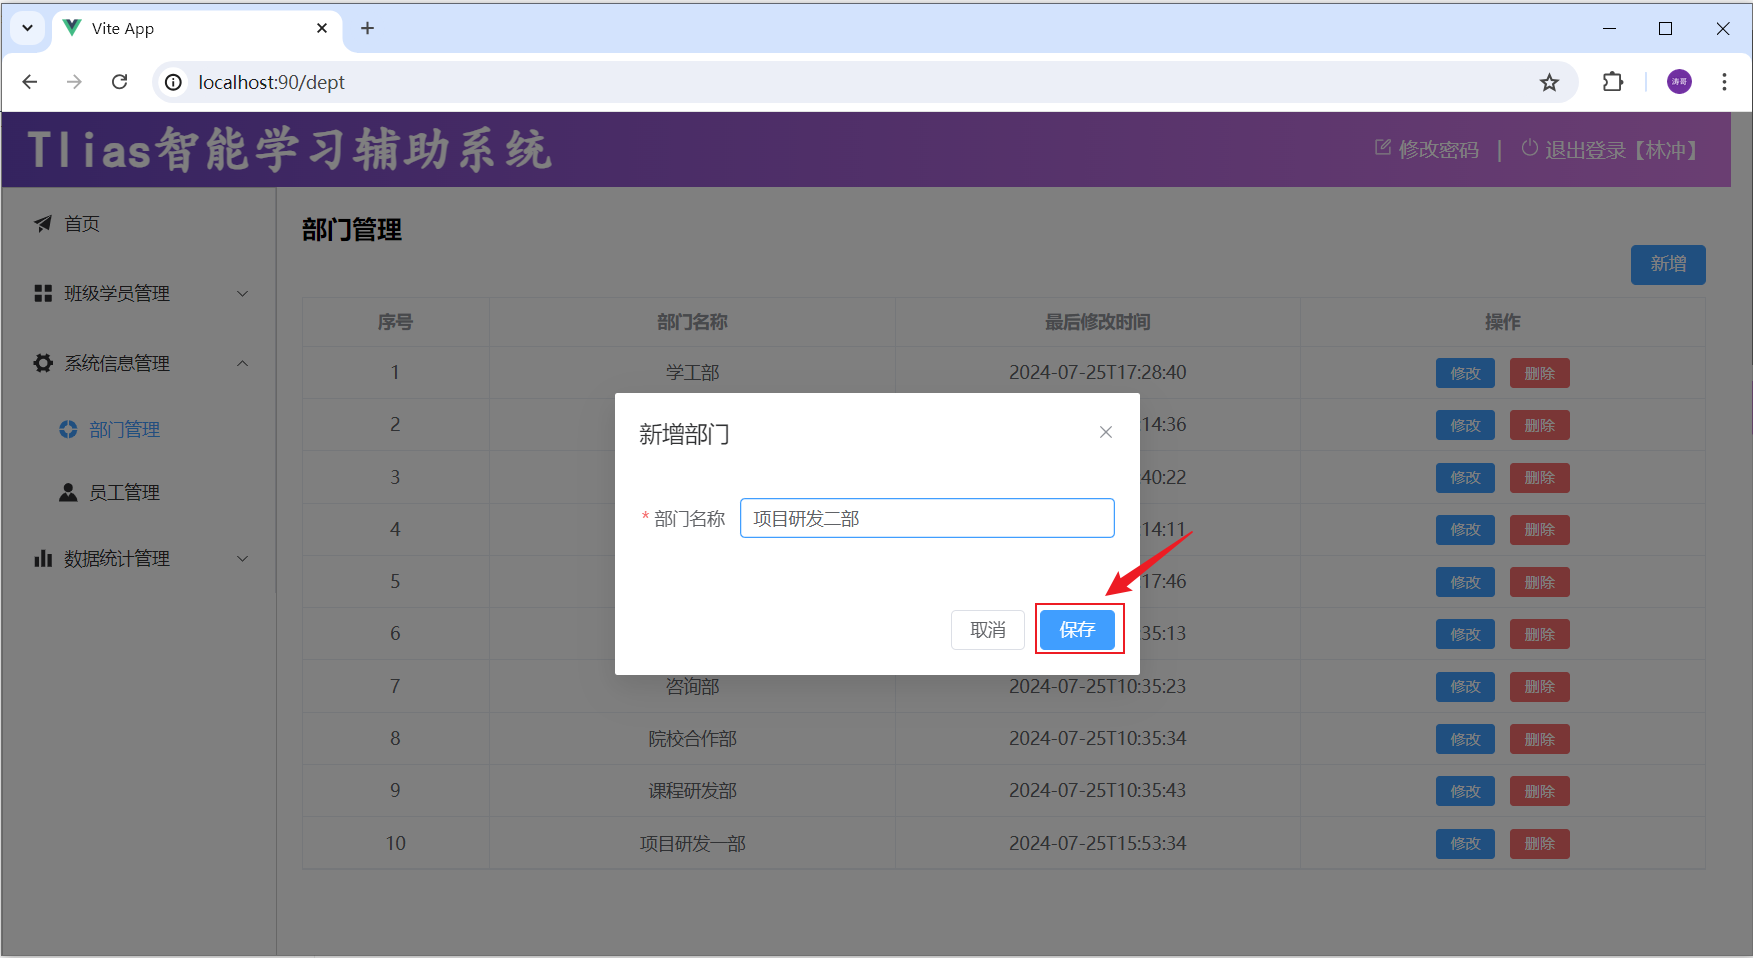 Vite App
localhost:90/dept
涛哥
Tlias智能学习辅助系统
修改密码 | 退出登录【林冲】
首页
班级学员管理
系统信息管理
部门管理
员工管理
数据统计管理
部门管理
新增
序号 部门名称 最后修改时间 操作
1 学工部 2024-07-25T17:28:40 修改 删除
2 14:36 修改 删除
3 40:22 修改 删除
4 14:11 修改 删除
5 17:46 修改 删除
6 35:13 修改 删除
7 咨询部 2024-07-25T10:35:23 修改 删除
8 院校合作部 2024-07-25T10:35:34 修改 删除
9 课程研发部 2024-07-25T10:35:43 修改 删除
10 项目研发一部 2024-07-25T15:53:34 修改 删除
新增部门
* 部门名称 项目研发二部
取消 保存